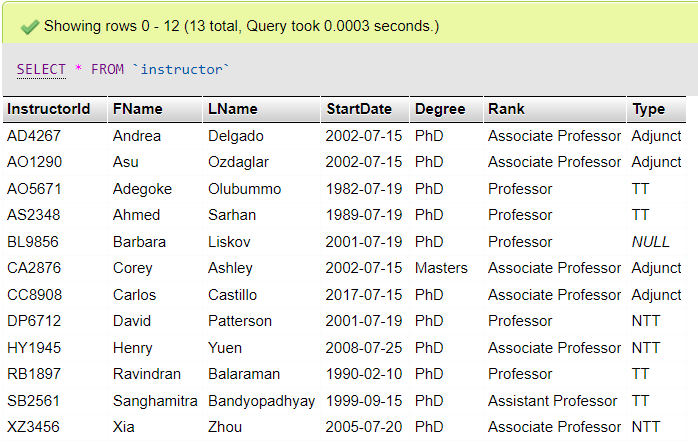 Showing rows 0 - 12 (13 total, Query took 0.0003 seconds.)
SELECT * FROM `instructor`
InstructorId FName LName StartDate Degree Rank Type
AD4267 Andrea Delgado 2002-07-15 PhD Associate Professor Adjunct
AO1290 Asu Ozdaglar 2002-07-15 PhD Associate Professor Adjunct
AO5671 Adegoke Olubummo 1982-07-19 PhD Professor TT
AS2348 Ahmed Sarhan 1989-07-19 PhD Professor TT
BL9856 Barbara Liskov 2001-07-19 PhD Professor NULL
CA2876 Corey Ashley 2002-07-15 Masters Associate Professor Adjunct
CC8908 Carlos Castillo 2017-07-15 PhD Associate Professor Adjunct
DP6712 David Patterson 2001-07-19 PhD Professor NTT
HY1945 Henry Yuen 2008-07-25 PhD Associate Professor NTT
RB1897 Ravindran Balaraman 1990-02-10 PhD Professor TT
SB2561 Sanghamitra Bandyopadhyay 1999-09-15 PhD Assistant Professor TT
XZ3456 Xia Zhou 2005-07-20 PhD Associate Professor NTT